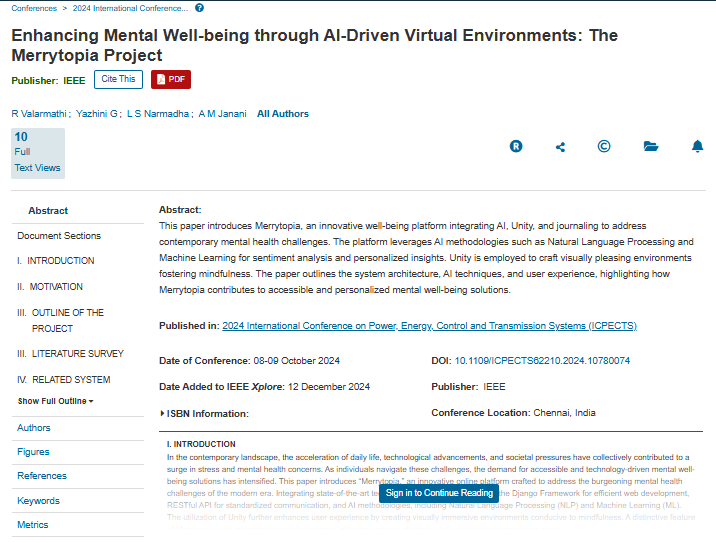 Conferences > 2024 International Conference... ?
Enhancing Mental Well-being through AI-Driven Virtual Environments: The
Merrytopia Project
Publisher: IEEE Cite This PDF
R Valarmathi ; Yazhini G ; L S Narmadha ; A M Janani All Authors
10
Full
Text Views
R ©
Abstract
Document Sections
I. INTRODUCTION
II. MOTIVATION
III. OUTLINE OF THE
PROJECT
III. LITERATURE SURVEY
IV. RELATED SYSTEM
Show Full Outline
Authors
Figures
References
Keywords
Metrics
Abstract:
This paper introduces Merrytopia, an innovative well-being platform integrating AI, Unity, and journaling to address
contemporary mental health challenges. The platform leverages AI methodologies such as Natural Language Processing and
Machine Learning for sentiment analysis and personalized insights. Unity is employed to craft visually pleasing environments
fostering mindfulness. The paper outlines the system architecture, AI techniques, and user experience, highlighting how
Merrytopia contributes to accessible and personalized mental well-being solutions.
Published in: 2024 International Conference on Power, Energy, Control and Transmission Systems (ICPECTS)
Date of Conference: 08-09 October 2024
DOI: 10.1109/ICPECTS62210.2024.10780074
Date Added to IEEE Xplore: 12 December 2024
Publisher: IEEE
ISBN Information:
Conference Location: Chennai, India
I. INTRODUCTION
In the contemporary landscape, the acceleration of daily life, technological advancements, and societal pressures have collectively contributed to a
surge in stress and mental health concerns. As individuals navigate these challenges, the demand for accessible and technology-driven mental well-
being solutions has intensified. This paper introduces "Merrytopia," an innovative online platform crafted to address the burgeoning mental health
challenges of the modern era. Integrating state-of-the-art Sign in to Continue Reading the Django Framework for efficient web development,
RESTful API for standardized communication, and AI methodologies, including Natural Language Processing (NLP) and Machine Learning (ML).
The utilization of Unity further enhances user experience by creating visually immersive environments conducive to mindfulness. A distinctive feature